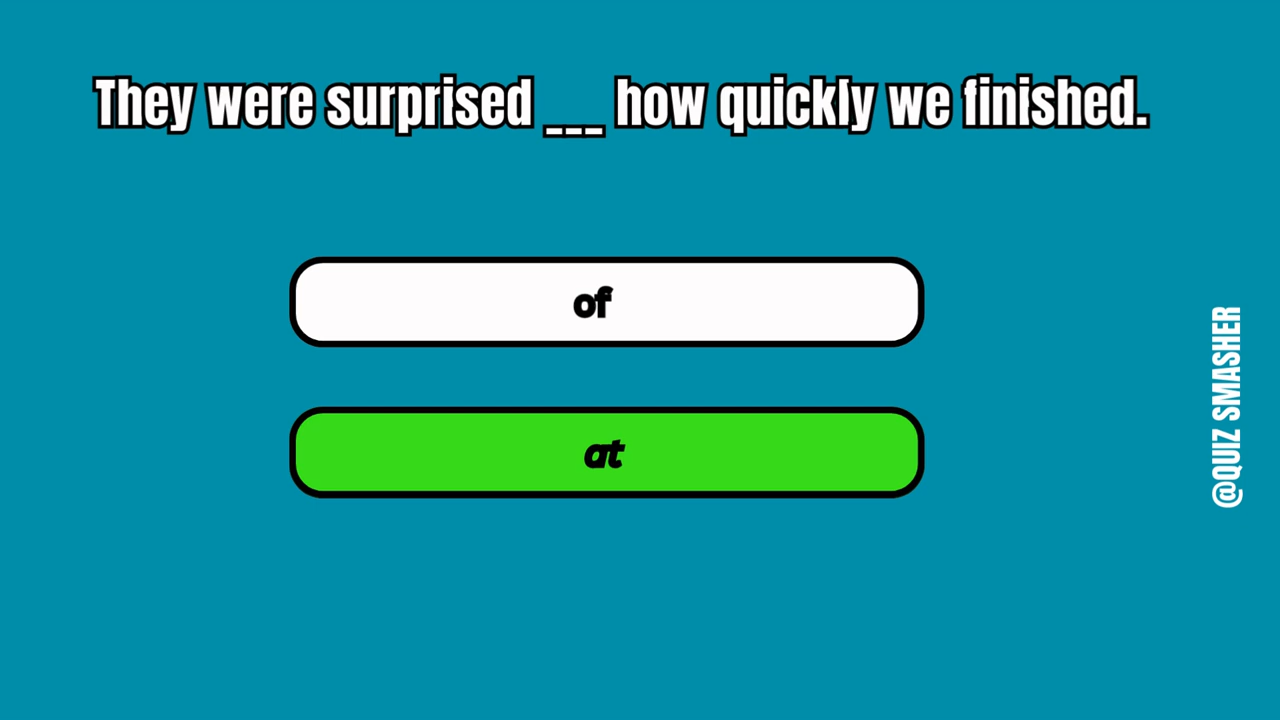 They were surprised ___ how quickly we finished.
of
at
@QUIZ SMASHER